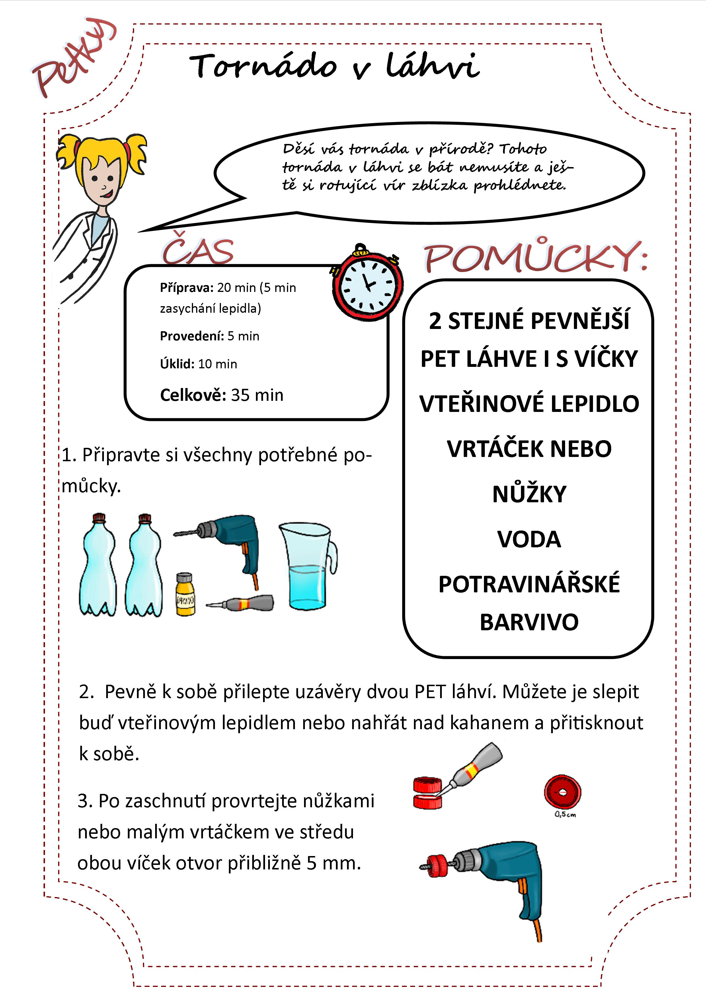 Petky
Tornádo v láhvi
Děsí vás tornáda v přírodě? Tohoto
tornáda v láhvi se bát nemusíte a ješ-
tě si rotující vír zblízka prohlédnete.
ČAS
Příprava: 20 min (5 min
zasychání lepidla)
Provedení: 5 min
Úklid: 10 min
Celkově: 35 min
POMŮCKY:
2 STEJNÉ PEVNĚJŠÍ
PET LÁHVE I S VÍČKY
VTEŘINOVÉ LEPIDLO
VRTÁČEK NEBO
NŮŽKY
VODA
POTRAVINÁŘSKÉ
BARVIVO
1. Připravte si všechny potřebné po-
můcky.
2. Pevně k sobě přilepte uzávěry dvou PET láhví. Můžete je slepit
buď vteřinovým lepidlem nebo nahřát nad kahanem a přitisknout
k sobě.
0,5cm
3. Po zaschnutí provrtejte nůžkami
nebo malým vrtáčkem ve středu
obou víček otvor přibližně 5 mm.